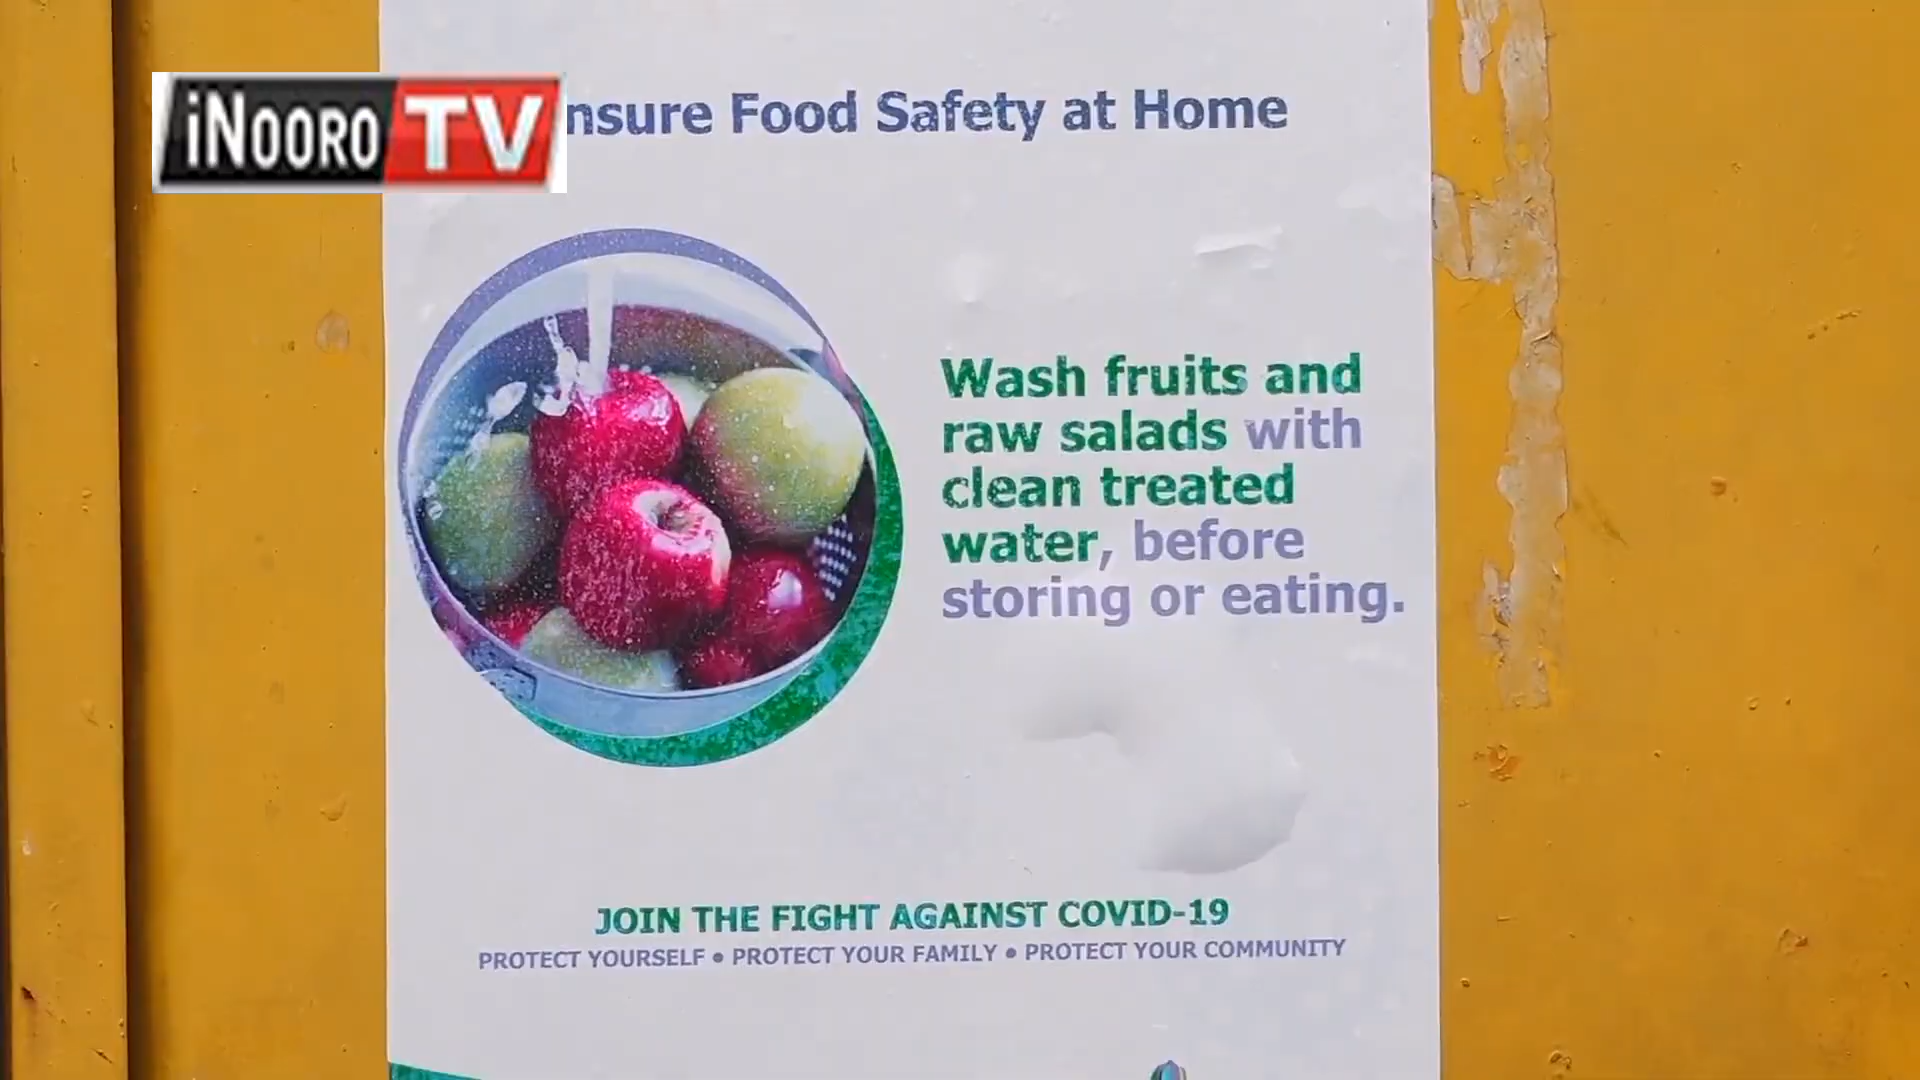 iNOORO TV
nsure Food Safety at Home
Wash fruits and
raw salads with
clean treated
water, before
storing or eating.
JOIN THE FIGHT AGAINST COVID-19
PROTECT YOURSELF • PROTECT YOUR FAMILY • PROTECT YOUR COMMUNITY